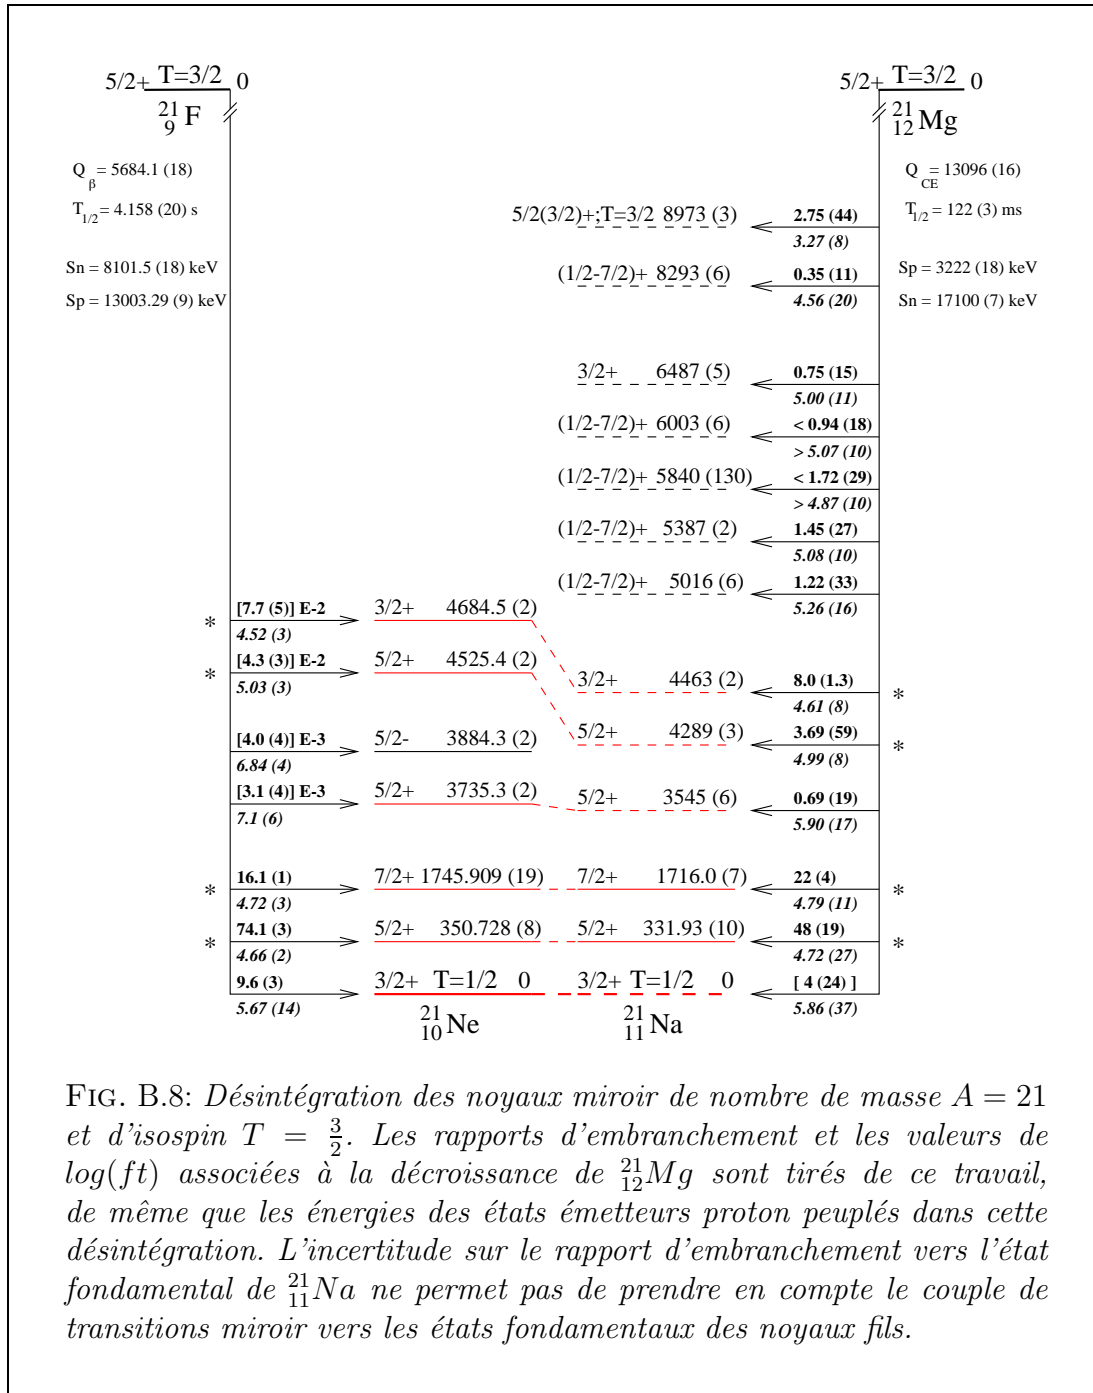 5/2+ T=3/2 0
21 9 F
5/2+ T=3/2 0
21 12 Mg
Q β = 5684.1 (18)
T 1/2 = 4.158 (20) s
Sn = 8101.5 (18) keV
Sp = 13003.29 (9) keV
Q CE = 13096 (16)
T 1/2 = 122 (3) ms
Sp = 3222 (18) keV
Sn = 17100 (7) keV
5/2(3/2)+;T=3/2 8973 (3) 2.75 (44)
3.27 (8)
(1/2-7/2)+ 8293 (6) 0.35 (11)
4.56 (20)
3/2+ 6487 (5) 0.75 (15)
5.00 (11)
(1/2-7/2)+ 6003 (6) < 0.94 (18)
> 5.07 (10)
(1/2-7/2)+ 5840 (130) < 1.72 (29)
> 4.87 (10)
(1/2-7/2)+ 5387 (2) 1.45 (27)
5.08 (10)
(1/2-7/2)+ 5016 (6) 1.22 (33)
5.26 (16)
* [7.7 (5)] E-2 3/2+ 4684.5 (2)
4.52 (3)
* [4.3 (3)] E-2 5/2+ 4525.4 (2)
5.03 (3)
3/2+ 4463 (2) 8.0 (1.3) *
4.61 (8)
5/2+ 4289 (3) 3.69 (59) *
4.99 (8)
[4.0 (4)] E-3 5/2- 3884.3 (2)
6.84 (4)
[3.1 (4)] E-3 5/2+ 3735.3 (2) 5/2+ 3545 (6) 0.69 (19)
7.1 (6) 5.90 (17)
* 16.1 (1) 7/2+ 1745.909 (19) 7/2+ 1716.0 (7) 22 (4) *
4.72 (3) 4.79 (11)
* 74.1 (3) 5/2+ 350.728 (8) 5/2+ 331.93 (10) 48 (19) *
4.66 (2) 4.72 (27)
9.6 (3) 3/2+ T=1/2 0 3/2+ T=1/2 0 [ 4 (24) ]
5.67 (14) 5.86 (37)
21 10 Ne 21 11 Na
FIG. B.8: Désintégration des noyaux miroir de nombre de masse A = 21
et d'isospin T = 3/2. Les rapports d'embranchement et les valeurs de
log(ft) associées à la décroissance de 21 12 Mg sont tirés de ce travail,
de même que les énergies des états émetteurs proton peuplés dans cette
désintégration. L'incertitude sur le rapport d'embranchement vers l'état
fondamental de 21 11 Na ne permet pas de prendre en compte le couple de
transitions miroir vers les états fondamentaux des noyaux fils.